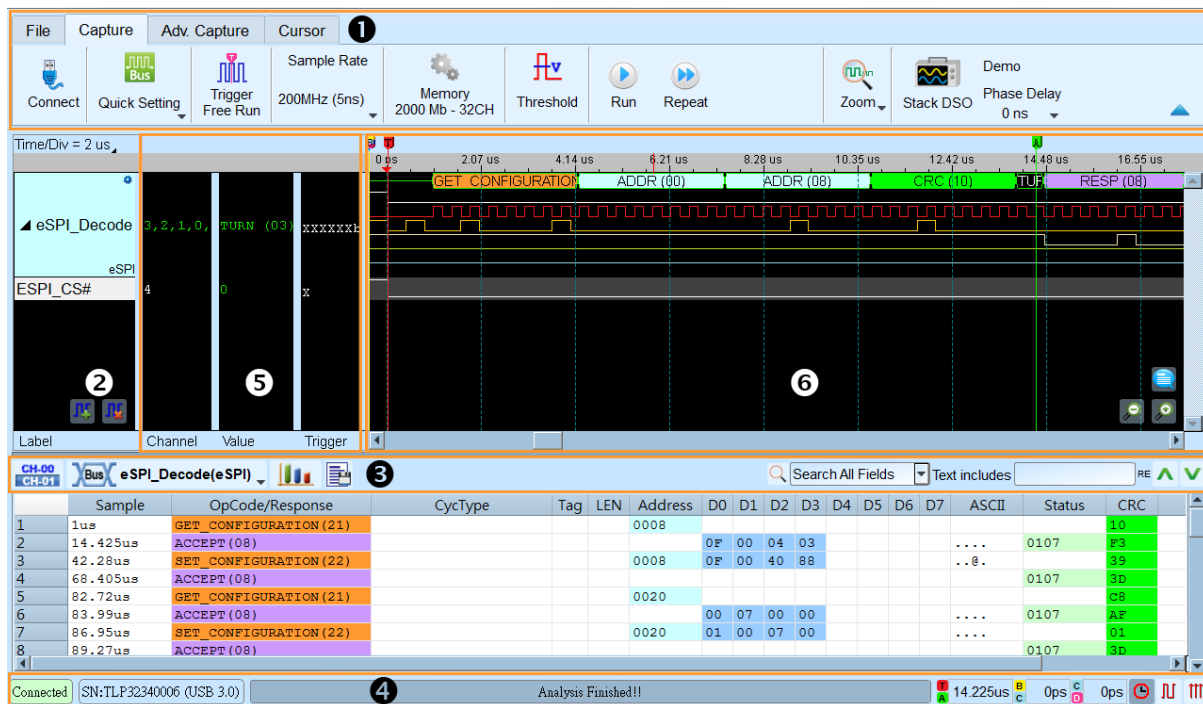 File Capture Adv. Capture Cursor 1
Connect
Bus
Quick Setting
T
Trigger
Free Run
Sample Rate
200MHz (5ns)
Memory
2000 Mb - 32CH
V
Threshold
Run
Repeat
Zoom
Stack DSO
Demo
Phase Delay
0 ns
Time/Div = 2 us
T A
0 ps 2.07 us 4.14 us 6.21 us 8.28 us 10.35 us 12.42 us 14.48 us 16.55 us
GET_CONFIGURATION ADDR (00) ADDR (08) CRC (10) TUR RESP (08)
eSPI_Decode 3,2,1,0, TURN (03) XXXXXXb
eSPI
ESPI_CS# 4 0 X
2 5 6
Label Channel Value Trigger
CH-00
CH-01
Bus eSPI_Decode(eSPI) 3 Search All Fields Text includes RE
Sample OpCode/Response CycType Tag LEN Address D0 D1 D2 D3 D4 D5 D6 D7 ASCII Status CRC
1 1us GET_CONFIGURATION(21) 0008 10
2 14.425us ACCEPT(08) 0F 00 04 03 .... 0107 F3
3 42.28us SET_CONFIGURATION(22) 0008 0F 00 40 88 ..@. 39
4 68.405us ACCEPT(08) 0107 3D
5 82.72us GET_CONFIGURATION(21) 0020 C8
6 83.99us ACCEPT(08) 00 07 00 00 .... 0107 AF
7 86.95us SET_CONFIGURATION(22) 0020 01 00 07 00 .... 01
8 89.27us ACCEPT(08) 0107 3D
Connected SN:TLP32340006 (USB 3.0) 4 Analysis Finished!! T A 14.225us B C 0ps C D 0ps